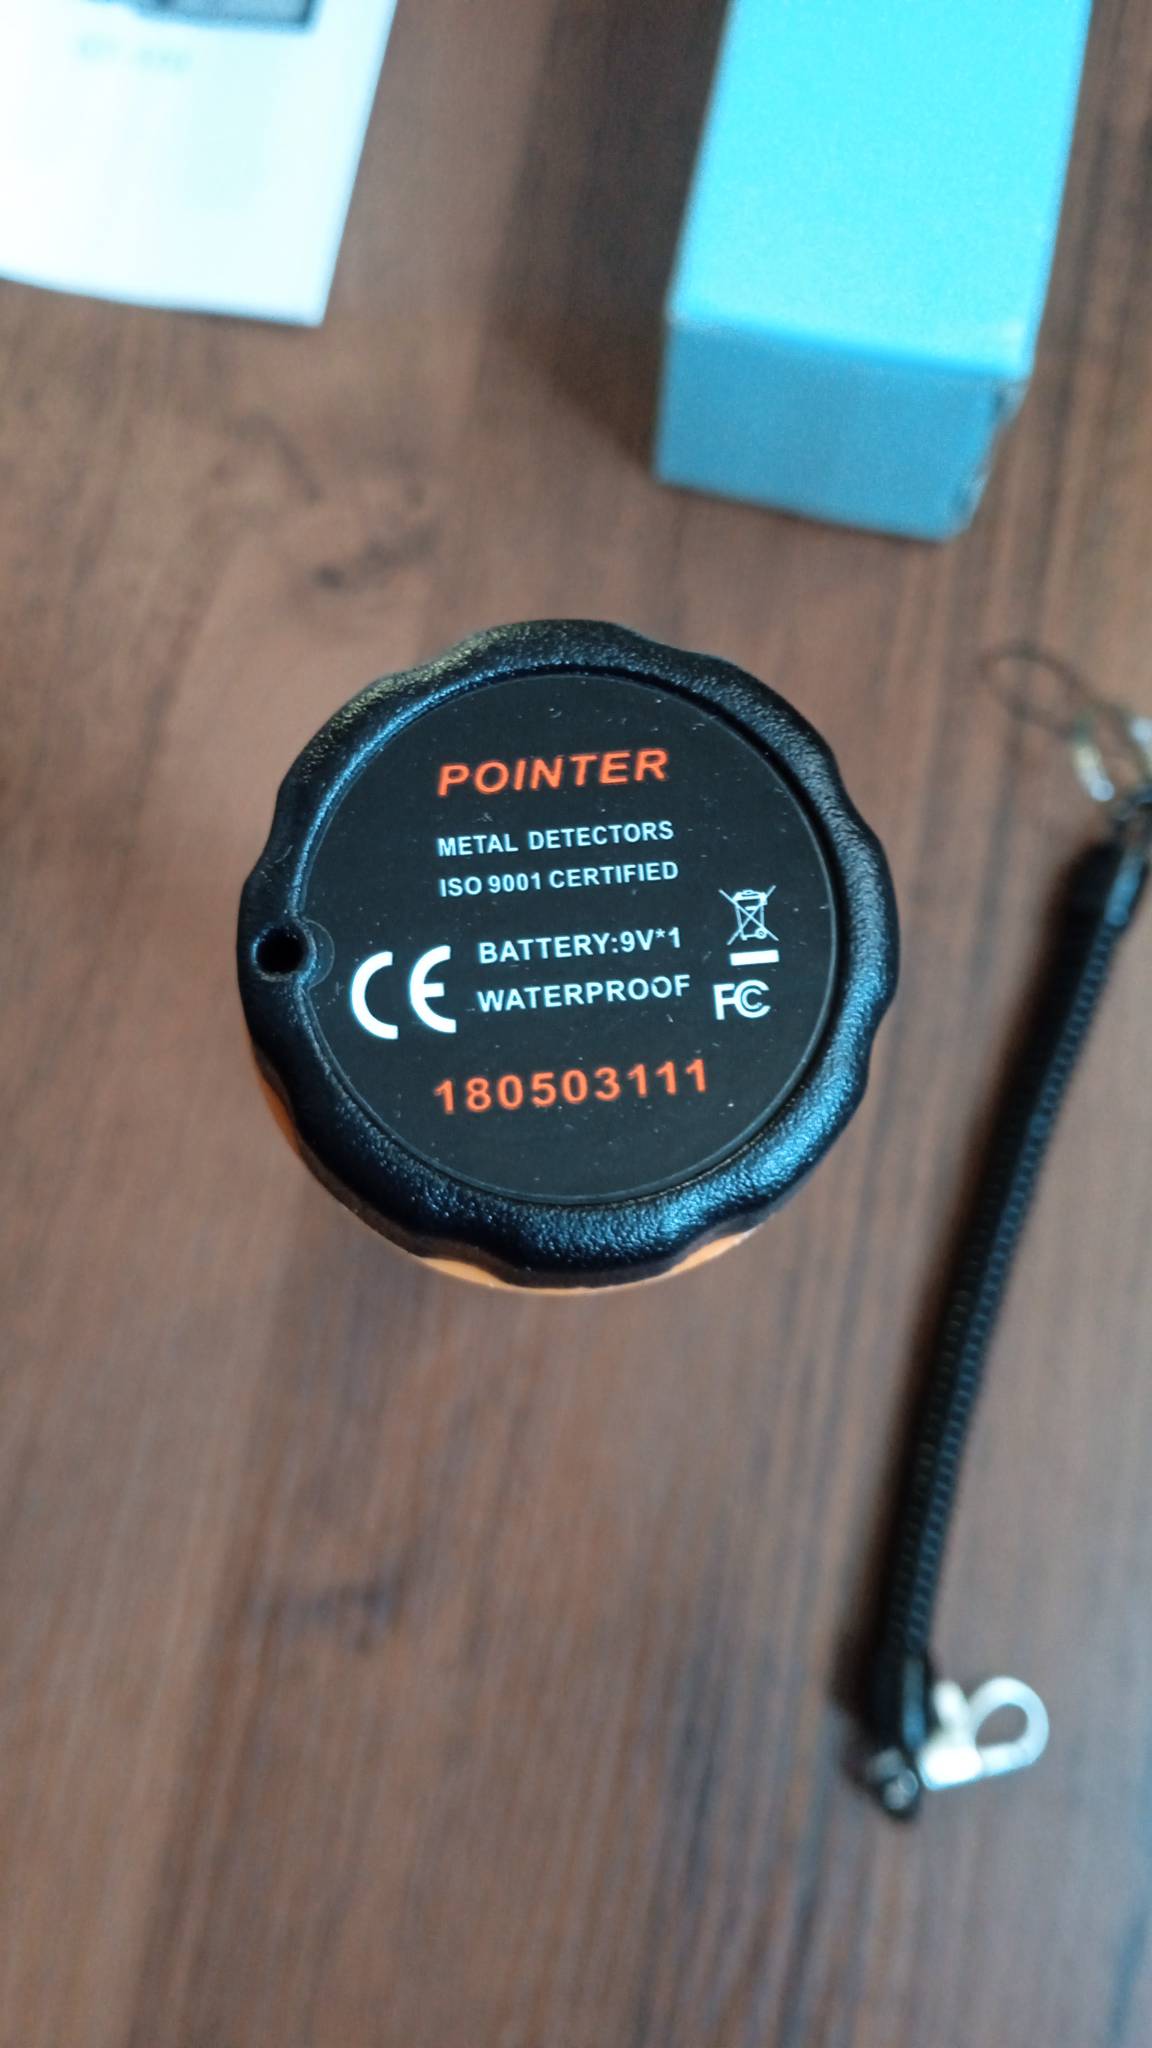 POINTER
METAL DETECTORS
ISO 9001 CERTIFIED
CE
BATTERY:9V*1
WATERPROOF
FC
180503111